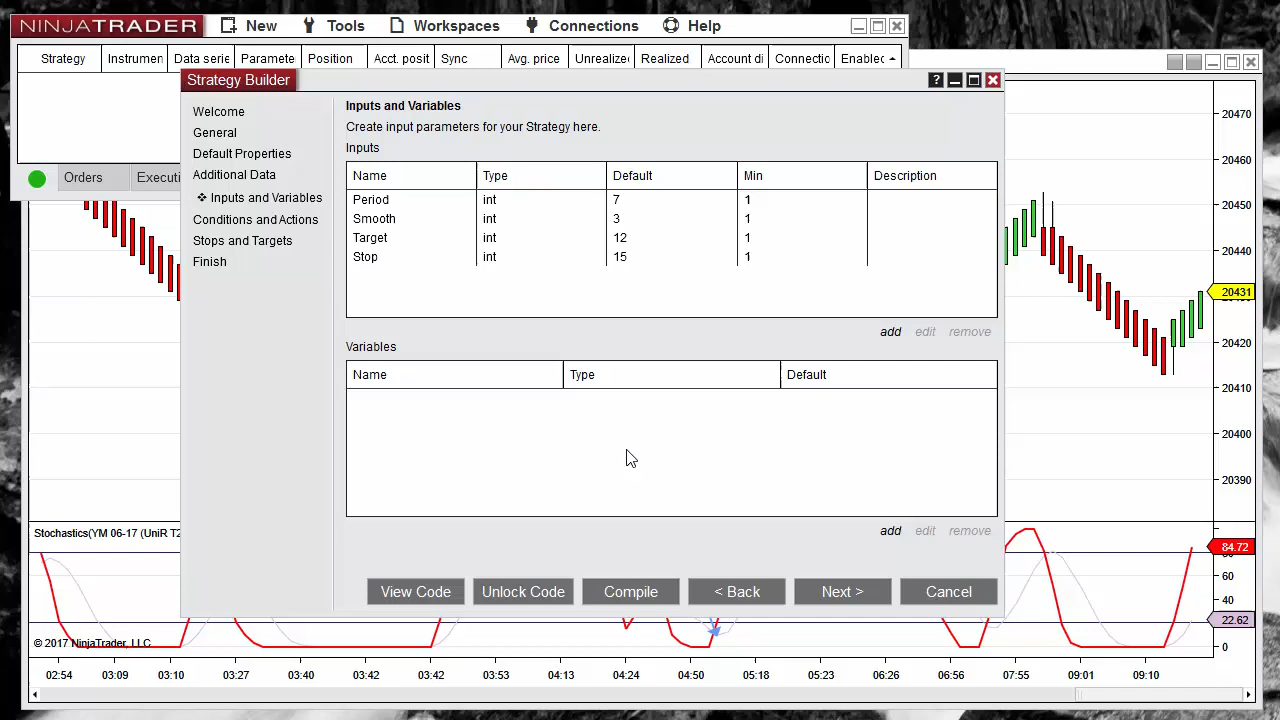 NINJATRADER New Tools Workspaces Connections Help
Strategy Instrumen Data serie Paramete Position Acct. posit Sync Avg. price Unrealize Realized Account di Connectic Enablec
Strategy Builder ?
Welcome
General
Default Properties
Additional Data
❖ Inputs and Variables
Conditions and Actions
Stops and Targets
Finish
Orders Executi
Inputs and Variables
Create input parameters for your Strategy here.
Inputs
Name Type Default Min Description
Period int 7 1
Smooth int 3 1
Target int 12 1
Stop int 15 1
add edit remove
Variables
Name Type Default
add edit remove
View Code Unlock Code Compile < Back Next > Cancel
20470
20460
20450
20440
20431
20420
20410
20400
20390
Stochastics(YM 06-17 (UniR T2
84.72
60
40
22.62
0
© 2017 NinjaTrader, LLC
02:54 03:09 03:10 03:27 03:40 03:42 03:42 03:53 04:13 04:24 04:50 05:18 05:23 06:26 06:56 07:55 09:01 09:10